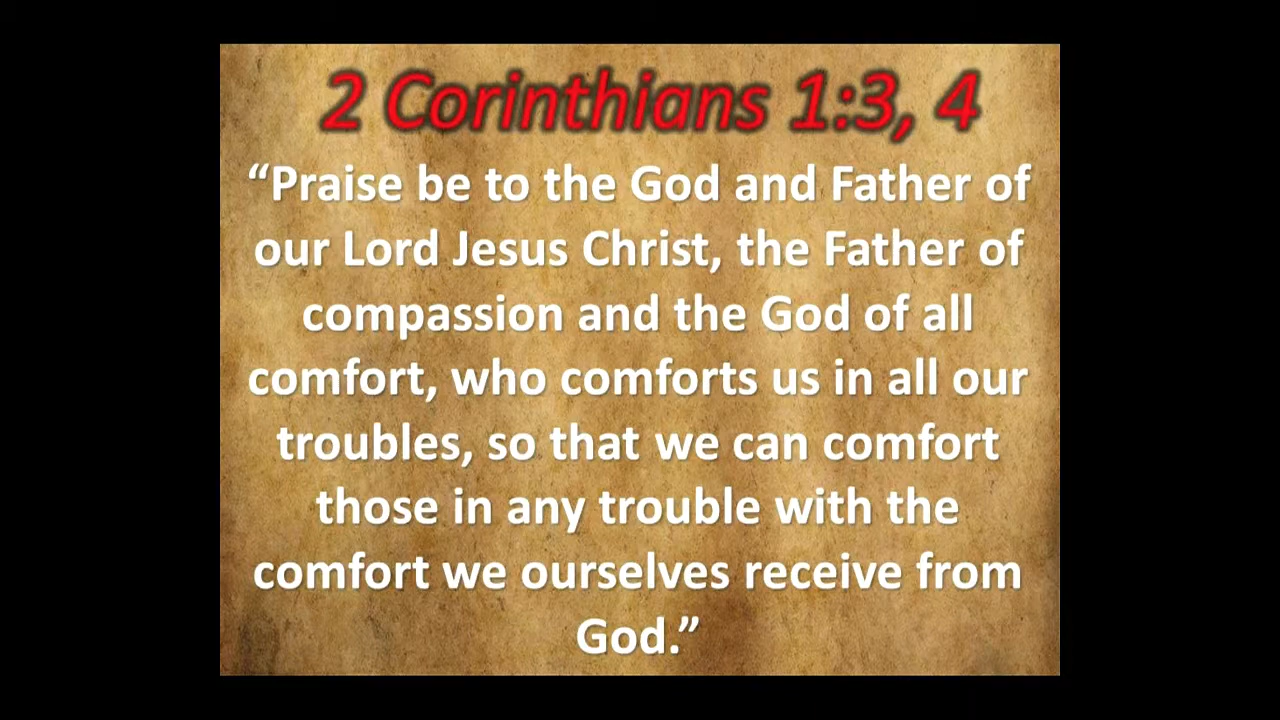 2 Corinthians 1:3, 4
“Praise be to the God and Father of
our Lord Jesus Christ, the Father of
compassion and the God of all
comfort, who comforts us in all our
troubles, so that we can comfort
those in any trouble with the
comfort we ourselves receive from
God.”